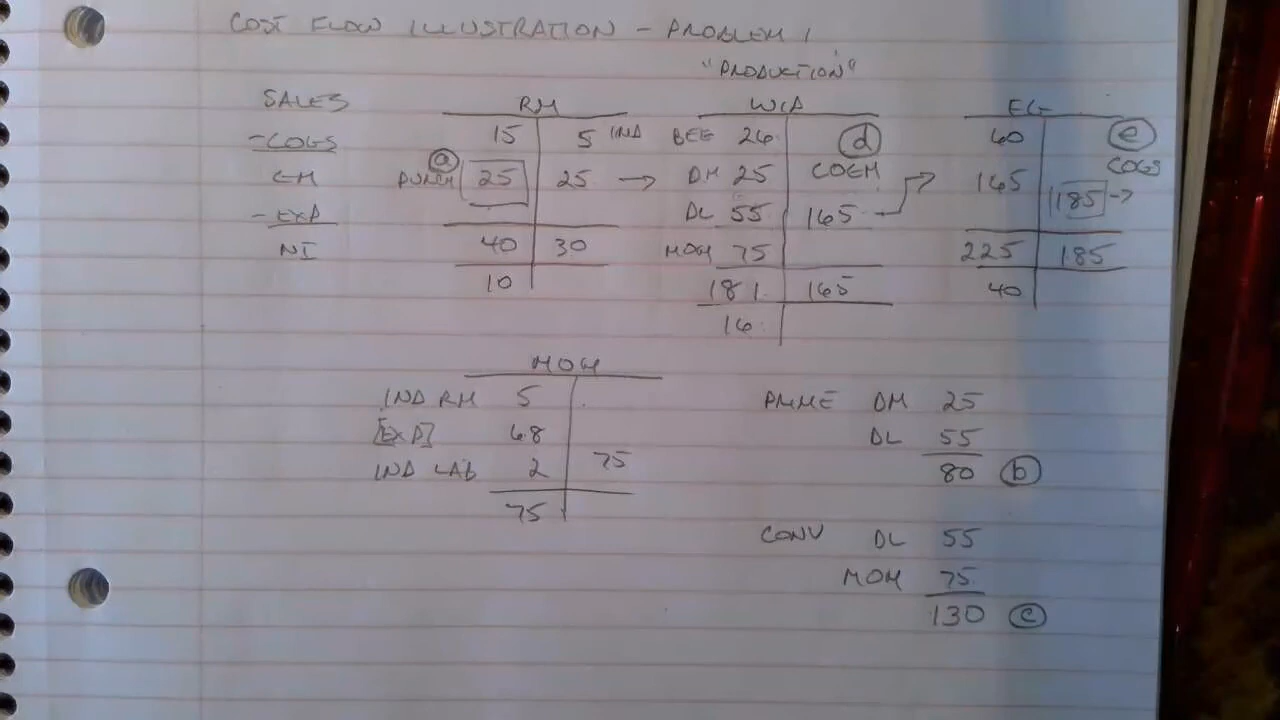 COST FLOW ILLUSTRATION - PROBLEM 1
"PRODUCTION"
SALES
- COGS
GM
- EXP
NI
RM
15 5 IND
ⓐ PURCH 25 25 →
40 30
10
WIP
BEG 26 ⓓ
DM 25 COGM
DL 55 165 →
MOH 75
181 165
16
FG
60 ⓔ
COGS
165
185 →
225 185
40
MOH
IND RM 5
[EXP] 68
IND LAB 2 75
75
PRIME DM 25
DL 55
80 ⓑ
CONV DL 55
MOH 75
130 ⓒ